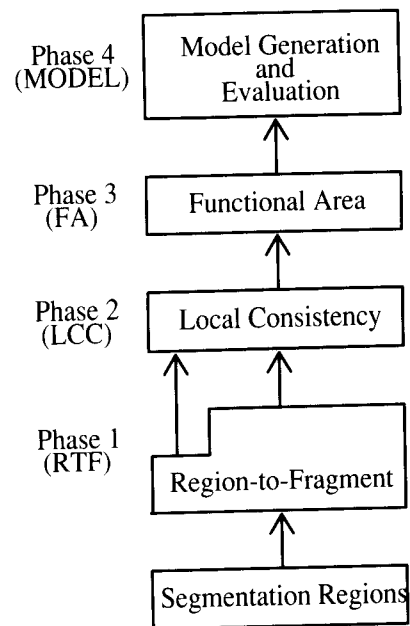 Phase 4
(MODEL)
Model Generation
and
Evaluation
Phase 3
(FA)
Functional Area
Phase 2
(LCC)
Local Consistency
Phase 1
(RTF)
Region-to-Fragment
Segmentation Regions